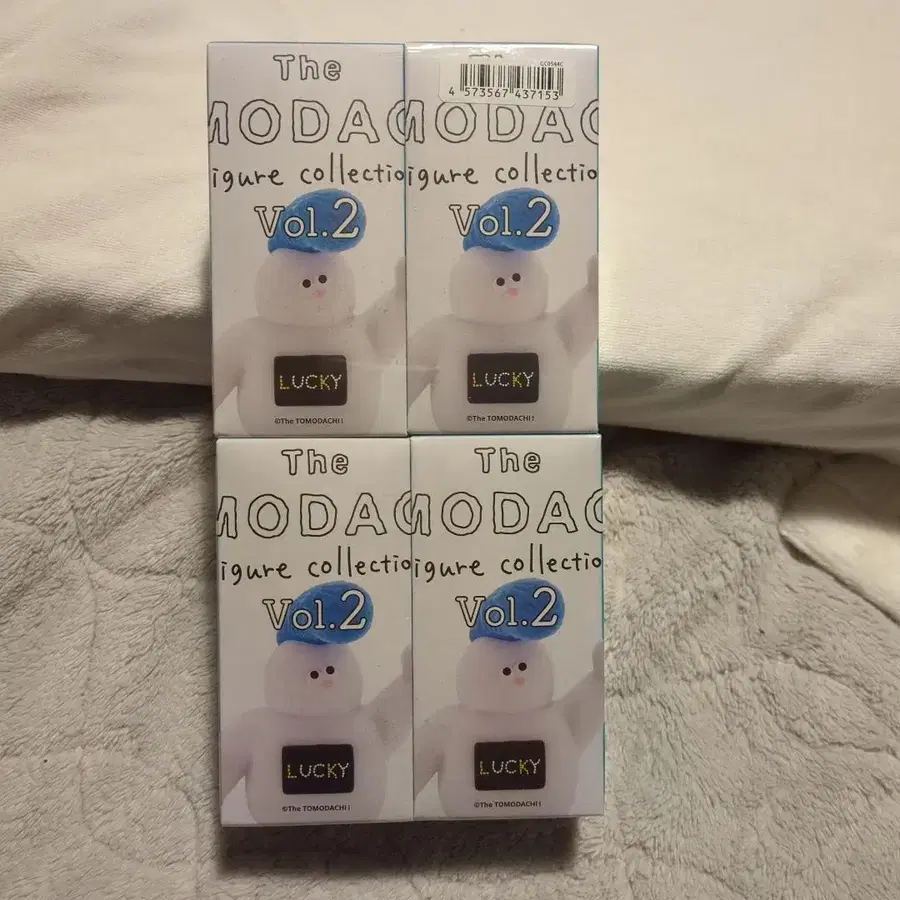 The
MODAC
igure collectio
Vol.2
LUCKY
©The TOMODACHI!
GC0544C
4 573567 437153
MODAC
igure collectio
Vol.2
LUCKY
©The TOMODACHI!
The
MODAC
igure collectio
Vol.2
LUCKY
©The TOMODACHI!
The
MODAC
igure collectio
Vol.2
LUCKY
©The TOMODACHI!